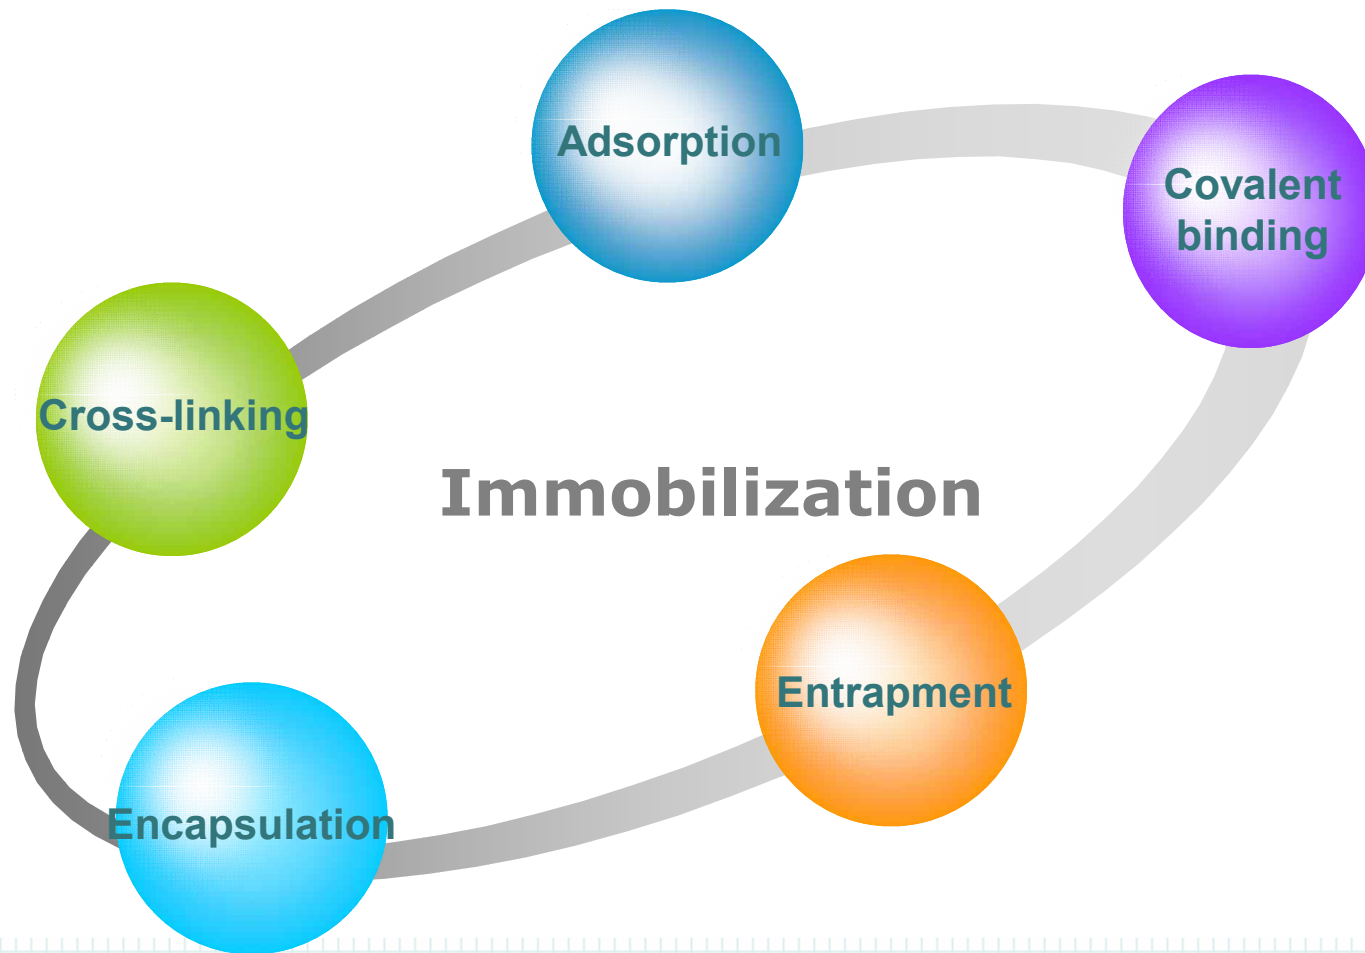 Adsorption
Covalent
binding
Cross-linking
Immobilization
Entrapment
Encapsulation